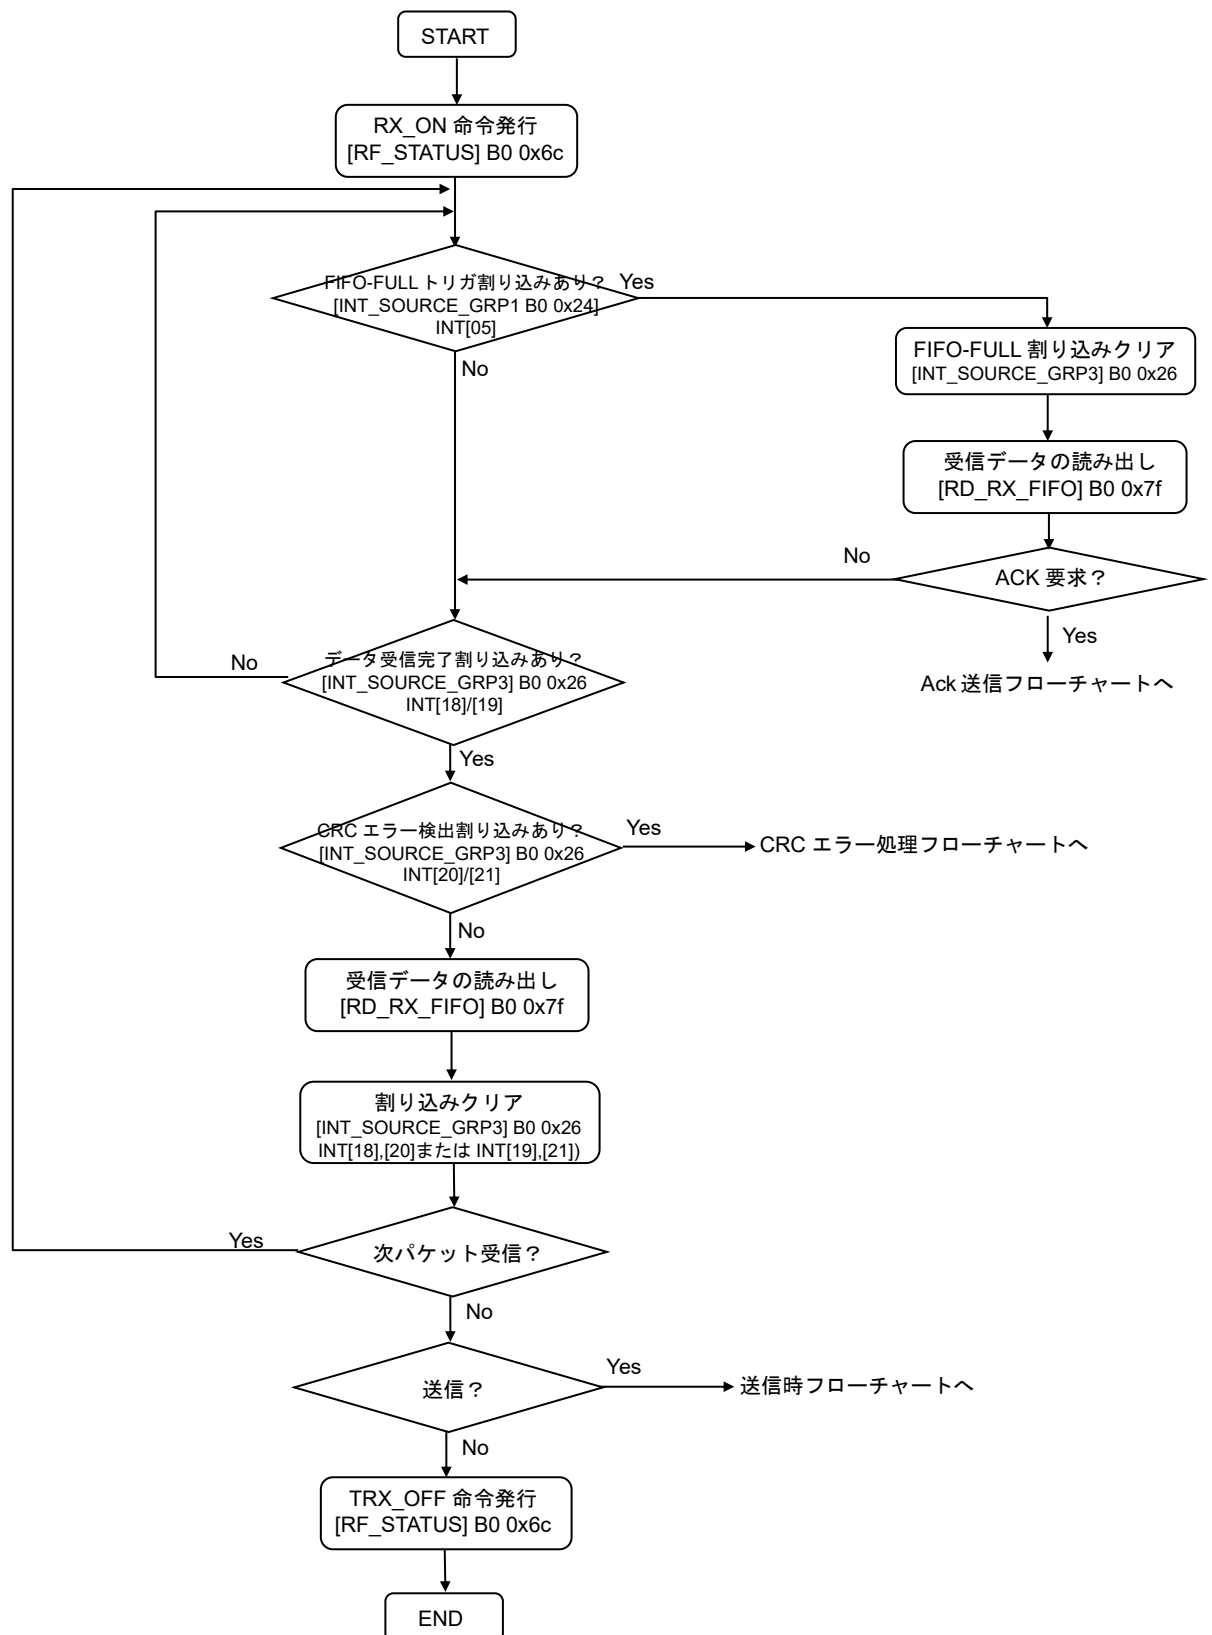 START
RX_ON 命令発行
[RF_STATUS] B0 0x6c
FIFO-FULL トリガ割り込みあり？
[INT_SOURCE_GRP1 B0 0x24]
INT[05]
Yes
No
FIFO-FULL 割り込みクリア
[INT_SOURCE_GRP3] B0 0x26
受信データの読み出し
[RD_RX_FIFO] B0 0x7f
ACK 要求？
No
Yes
Ack 送信フローチャートへ
データ受信完了割り込みあり？
[INT_SOURCE_GRP3] B0 0x26
INT[18]/[19]
No
Yes
CRC エラー検出割り込みあり？
[INT_SOURCE_GRP3] B0 0x26
INT[20]/[21]
Yes
CRC エラー処理フローチャートへ
No
受信データの読み出し
[RD_RX_FIFO] B0 0x7f
割り込みクリア
[INT_SOURCE_GRP3] B0 0x26
INT[18],[20]または INT[19],[21])
次パケット受信？
Yes
No
送信？
Yes
送信時フローチャートへ
No
TRX_OFF 命令発行
[RF_STATUS] B0 0x6c
END